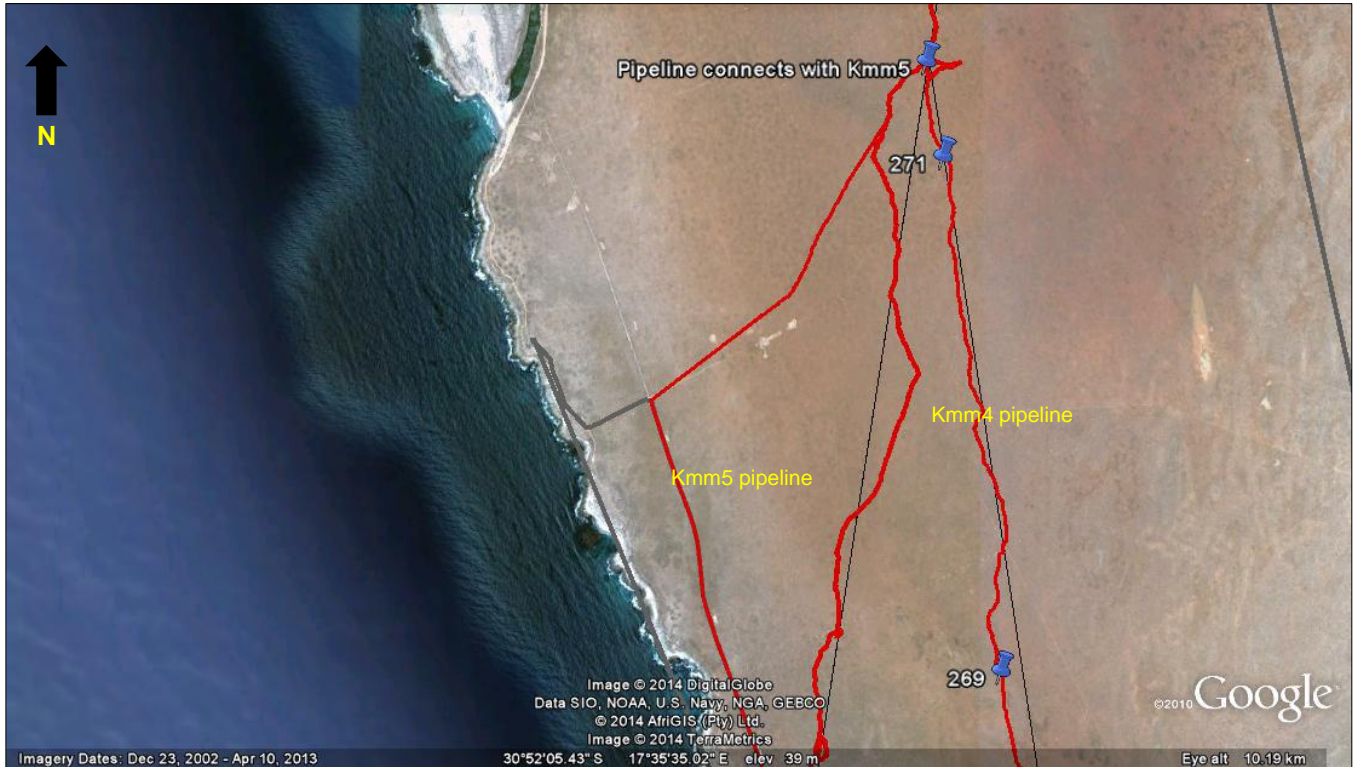 Pipeline connects with Kmm5
N
271
Kmm4 pipeline
Kmm5 pipeline
269
Image © 2014 DigitalGlobe
Data SIO, NOAA, U.S. Navy, NGA, GEBCO
© 2014 AfriGIS (Pty) Ltd.
Image © 2014 TerraMetrics
©2010 Google
Imagery Dates: Dec 23, 2002 - Apr 10, 2013 30°52'05.43" S 17°35'35.02" E elev 39 m Eye alt 10.19 km